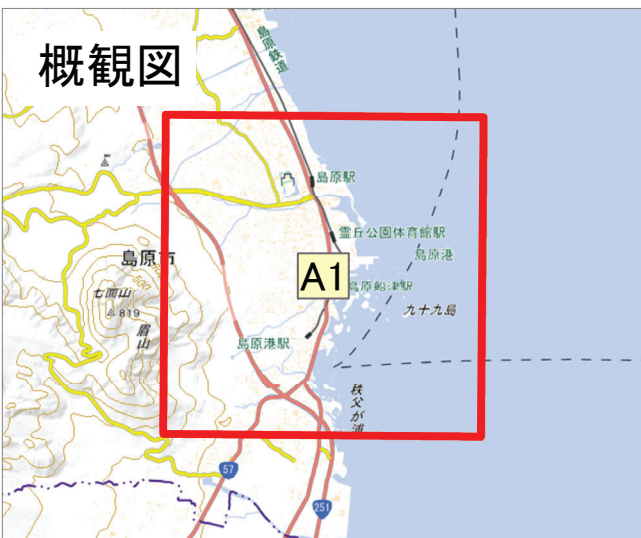 概観図
島原鉄道
島原駅
霊丘公園体育館駅
島原港
島原市
A1
島原船津駅
七面山
819
眉山
九十九島
島原港駅
秩父が浦
500
57
251